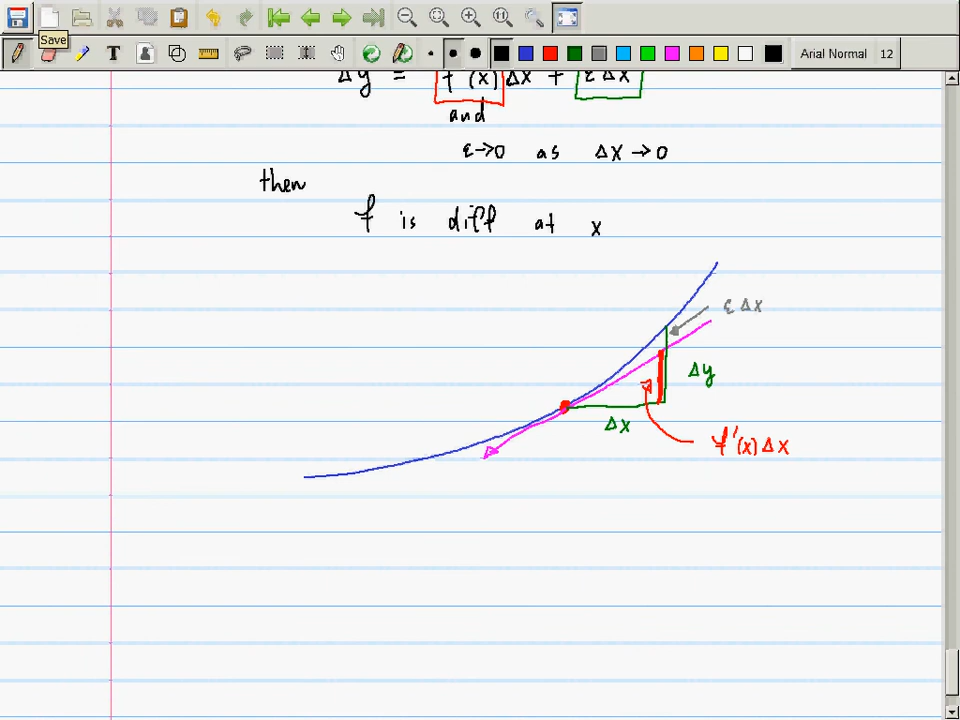 Save
T
Arial Normal 12
Δy = f'(x) Δx + ε Δx
and
ε→0 as Δx → 0
then
f is diff at x
ε Δx
Δy
Δx
f'(x) Δx